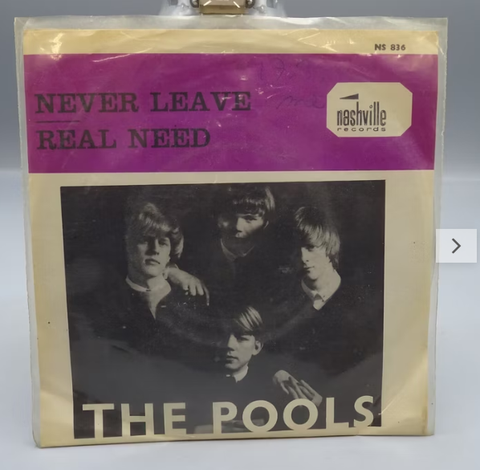 NS 836
NEVER LEAVE
REAL NEED
nashville
records
THE POOLS